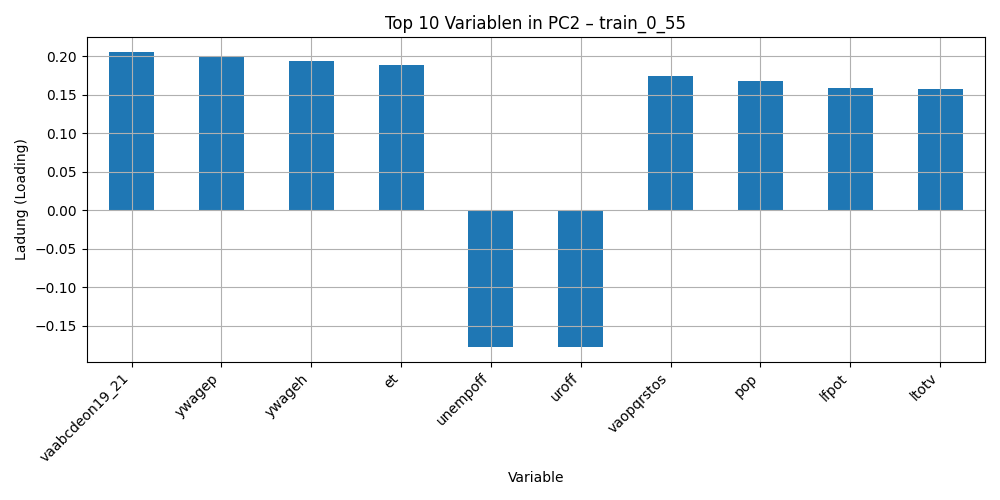 Top 10 Variablen in PC2 – train_0_55
Ladung (Loading)
0.20
0.15
0.10
0.05
0.00
−0.05
−0.10
−0.15
vaabcdeon19_21
ywagep
ywageh
et
unempoff
uroff
vaopqrstos
pop
lfpot
ltotv
Variable